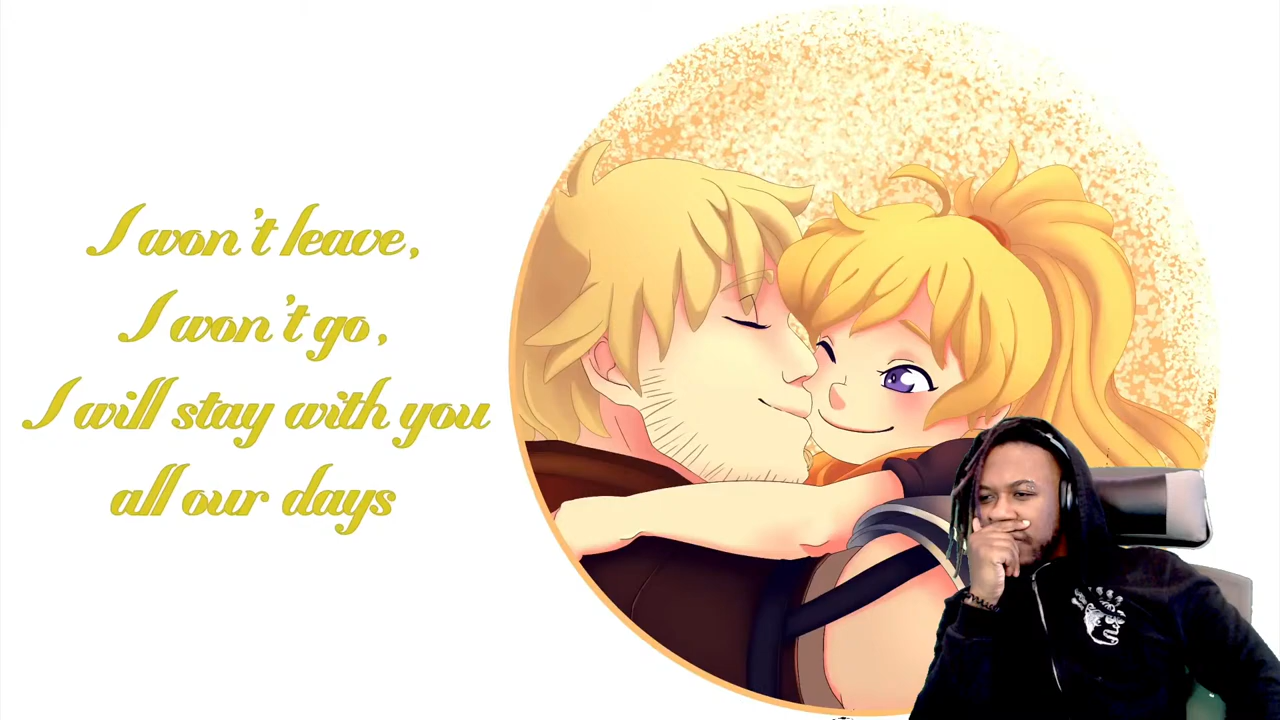 I won't leave,
I won't go,
I will stay with you
all our days